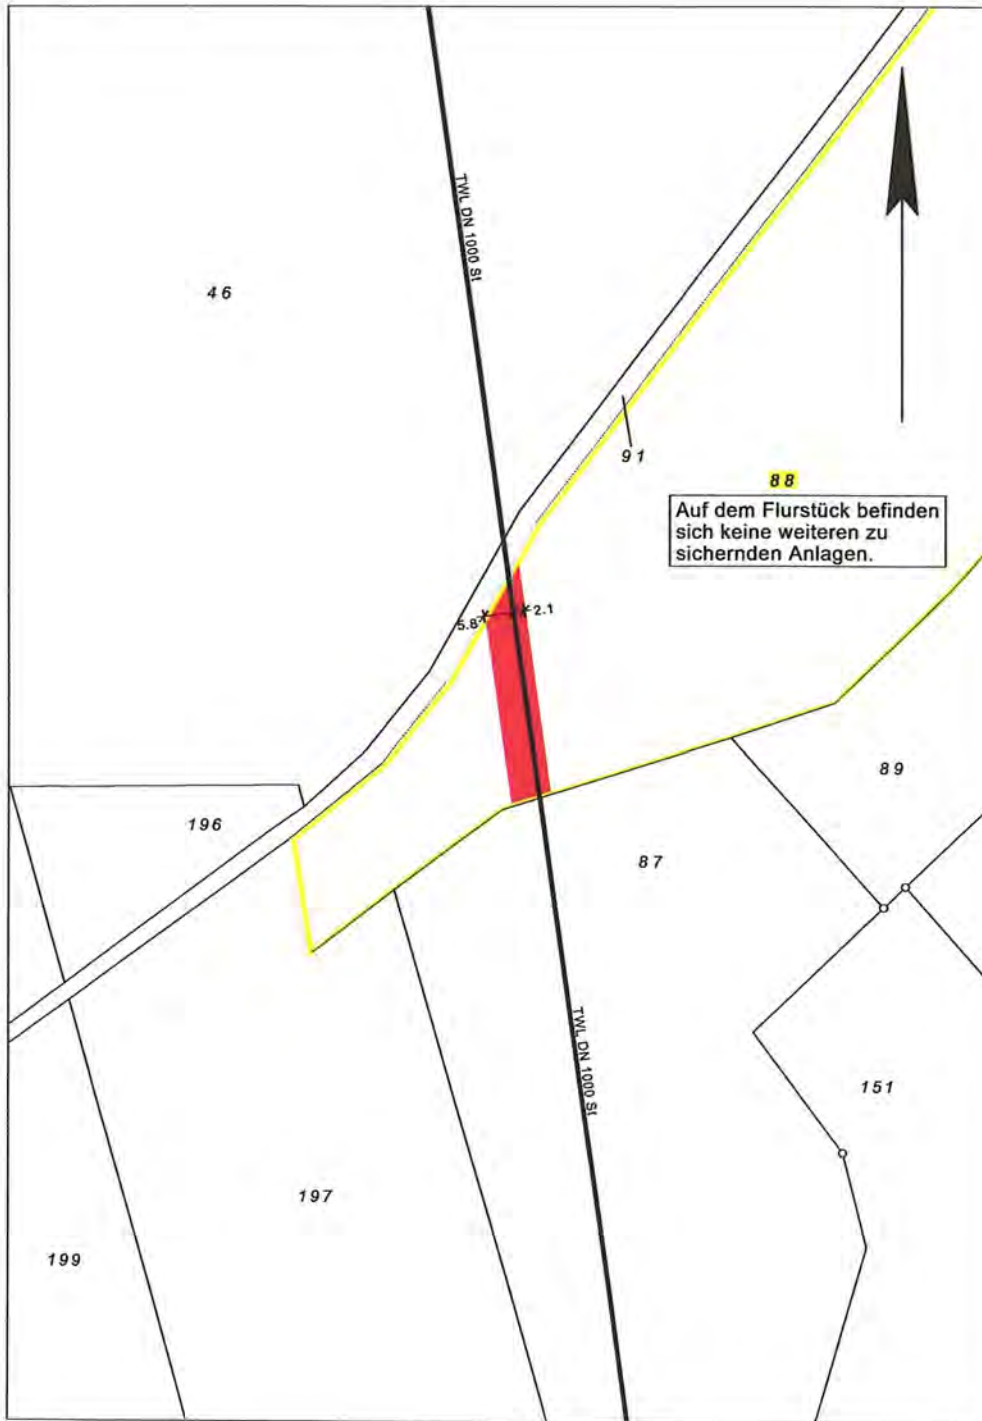 TWL DN 1000 St
46
91
88
Auf dem Flurstück befinden
sich keine weiteren zu
sichernden Anlagen.
5.8
2.1
89
196
87
TWL DN 1000 St
151
197
199